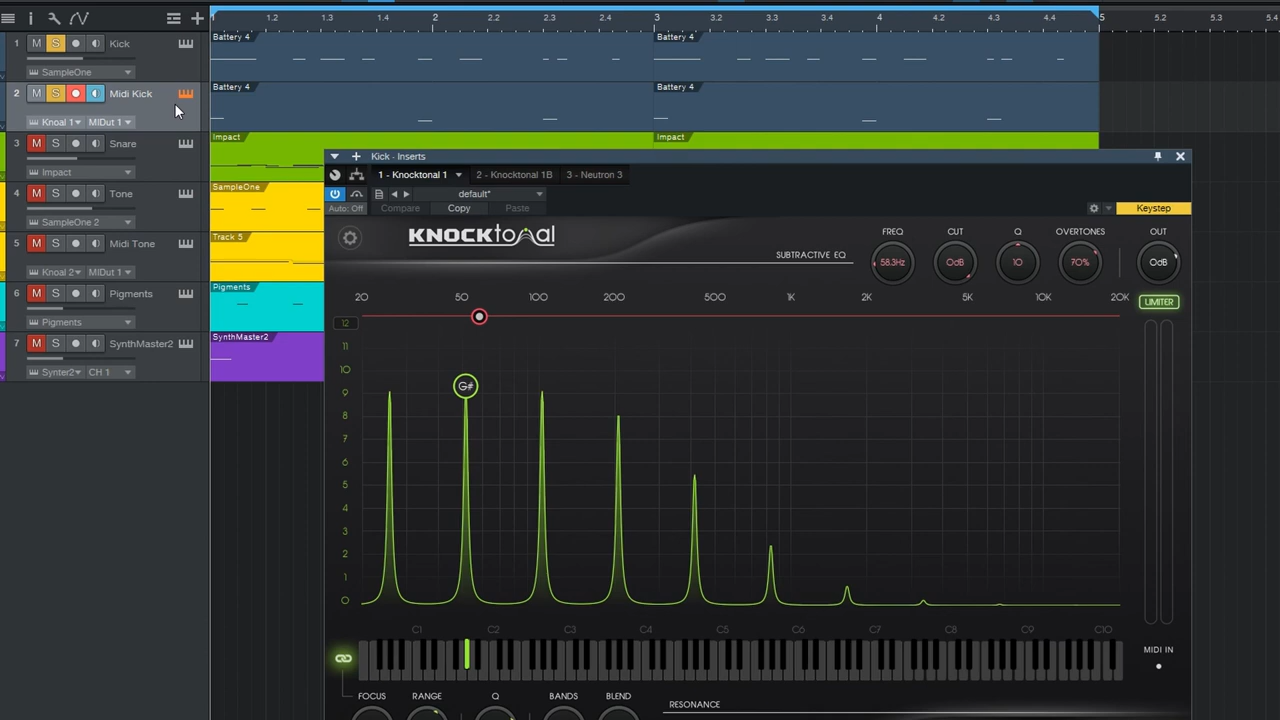 1 1.2 1.3 1.4 2 2.2 2.3 2.4 3 3.2 3.3 3.4 4 4.2 4.3 4.4 5 5.2 5.3 5.4
1 M S Kick
SampleOne
Battery 4 Battery 4
2 M S Midi Kick
Knoal 1 MIDut 1
Battery 4 Battery 4
3 M S Snare
Impact
Impact Impact
4 M S Tone
SampleOne 2
SampleOne
5 M S Midi Tone
Knoal 2 MIDut 1
Track 5
6 M S Pigments
Pigments
Pigments
7 M S SynthMaster2
Synter2 CH 1
SynthMaster2
Kick - Inserts
1 - Knocktonal 1 2 - Knocktonal 1B 3 - Neutron 3
default*
Auto: Off Compare Copy Paste Keystep
KNOCKtonal
SUBTRACTIVE EQ
FREQ CUT Q OVERTONES OUT
58.3Hz 0dB 10 70% 0dB
20 50 100 200 500 1K 2K 5K 10K 20K
LIMITER
12
11
10
9
8
7
6
5
4
3
2
1
0
G#
C1 C2 C3 C4 C5 C6 C7 C8 C9 C10
MIDI IN
FOCUS RANGE Q BANDS BLEND
RESONANCE